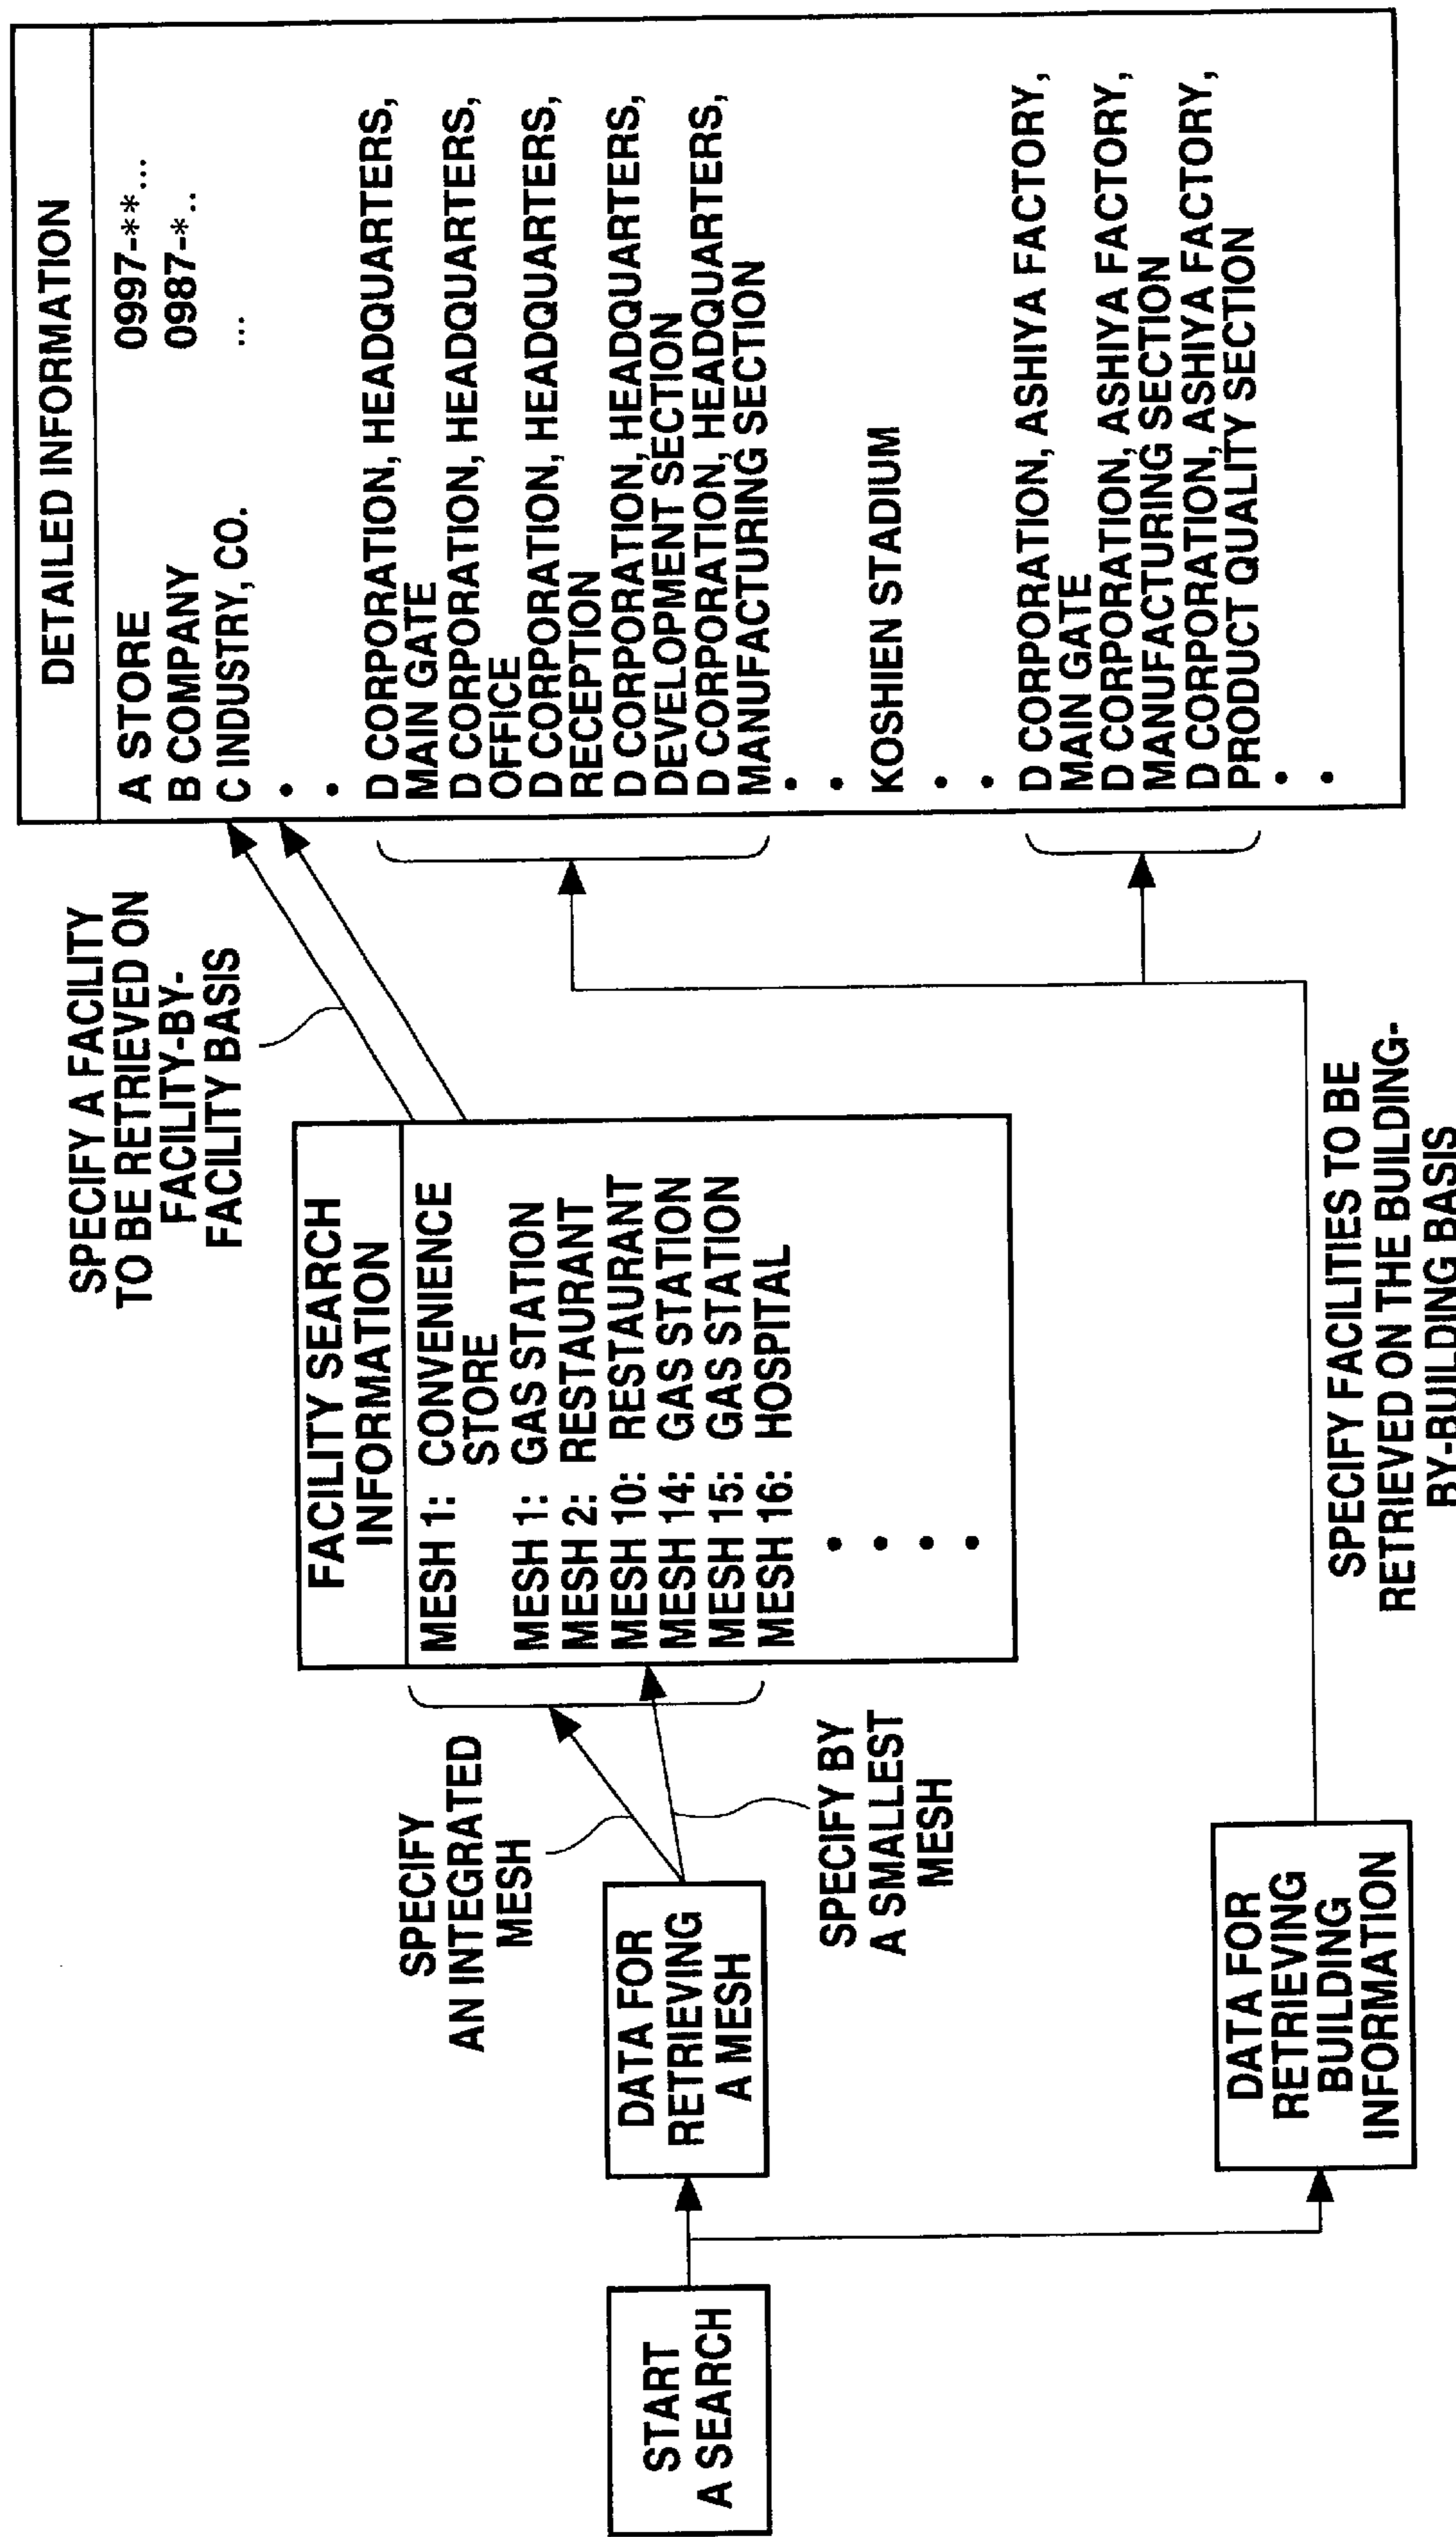 START
A SEARCH
DATA FOR
RETRIEVING
A MESH
DATA FOR
RETRIEVING
BUILDING
INFORMATION
SPECIFY
AN INTEGRATED
MESH
SPECIFY BY
A SMALLEST
MESH
FACILITY SEARCH
INFORMATION
MESH 1: CONVENIENCE
STORE
MESH 1: GAS STATION
MESH 2: RESTAURANT
MESH 10: RESTAURANT
MESH 14: GAS STATION
MESH 15: GAS STATION
MESH 16: HOSPITAL
SPECIFY A FACILITY
TO BE RETRIEVED ON
FACILITY-BY-
FACILITY BASIS
SPECIFY FACILITIES TO BE
RETRIEVED ON THE BUILDING-
BY-BUILDING BASIS
DETAILED INFORMATION
A STORE 0997-**...
B COMPANY 0987-*..
C INDUSTRY, CO. ...
D CORPORATION, HEADQUARTERS,
MAIN GATE
D CORPORATION, HEADQUARTERS,
OFFICE
D CORPORATION, HEADQUARTERS,
RECEPTION
D CORPORATION, HEADQUARTERS,
DEVELOPMENT SECTION
D CORPORATION, HEADQUARTERS,
MANUFACTURING SECTION
KOSHIEN STADIUM
D CORPORATION, ASHIYA FACTORY,
MAIN GATE
D CORPORATION, ASHIYA FACTORY,
MANUFACTURING SECTION
D CORPORATION, ASHIYA FACTORY,
PRODUCT QUALITY SECTION